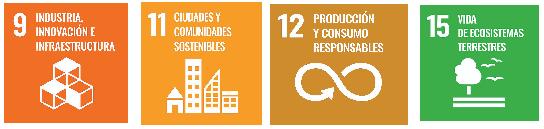 9 INDUSTRIA,
INNOVACIÓN E
INFRAESTRUCTURA
11 CIUDADES Y
COMUNIDADES
SOSTENIBLES
12 PRODUCCIÓN
Y CONSUMO
RESPONSABLES
15 VIDA
DE ECOSISTEMAS
TERRESTRES